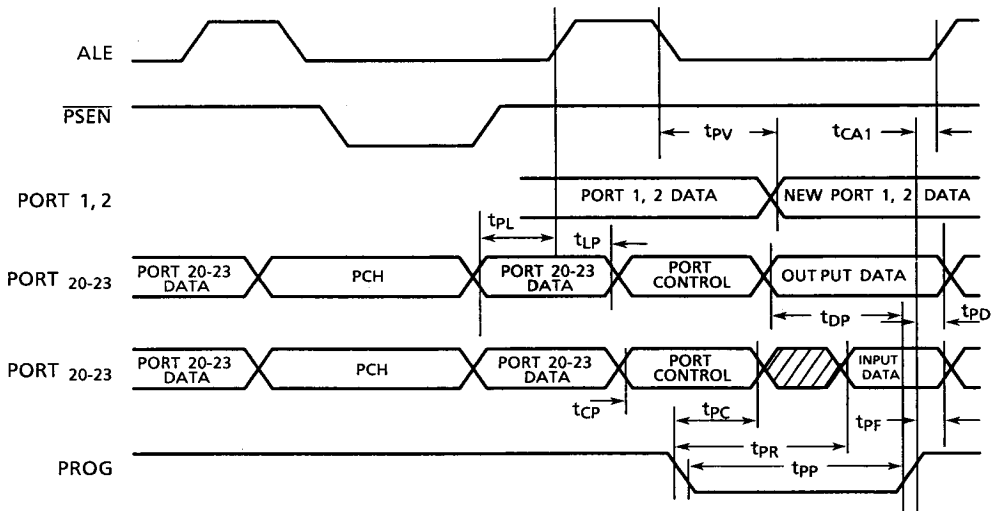 ALE
PSEN
tPV
tCA1
PORT 1, 2
PORT 1, 2 DATA
NEW PORT 1, 2 DATA
tPL
tLP
PORT 20-23
PORT 20-23
DATA
PCH
PORT 20-23
DATA
PORT
CONTROL
OUTPUT DATA
tDP
tPD
PORT 20-23
PORT 20-23
DATA
PCH
PORT 20-23
DATA
PORT
CONTROL
INPUT
DATA
tCP
tPC
tPF
tPR
PROG
tPP